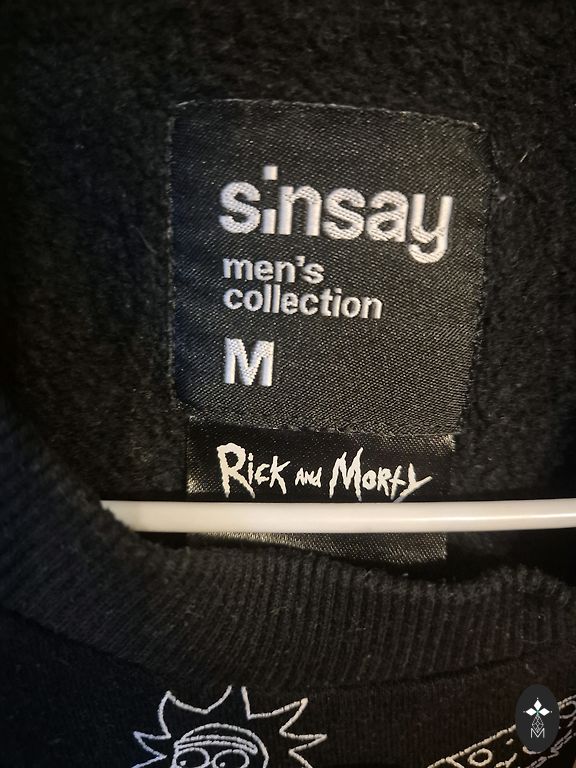 sinsay
men's
collection
M
Rick and Morty
M